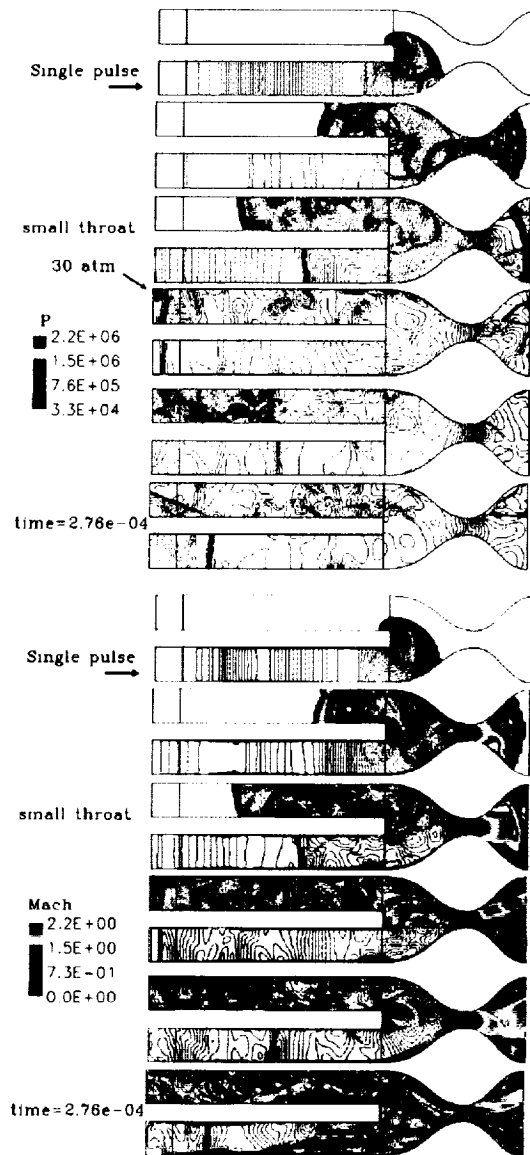 Single pulse
small throat
30 atm
P
2.2E+06
1.5E+06
7.6E+05
3.3E+04
time=2.76e-04
Single pulse
small throat
Mach
2.2E+00
1.5E+00
7.3E-01
0.0E+00
time=2.76e-04